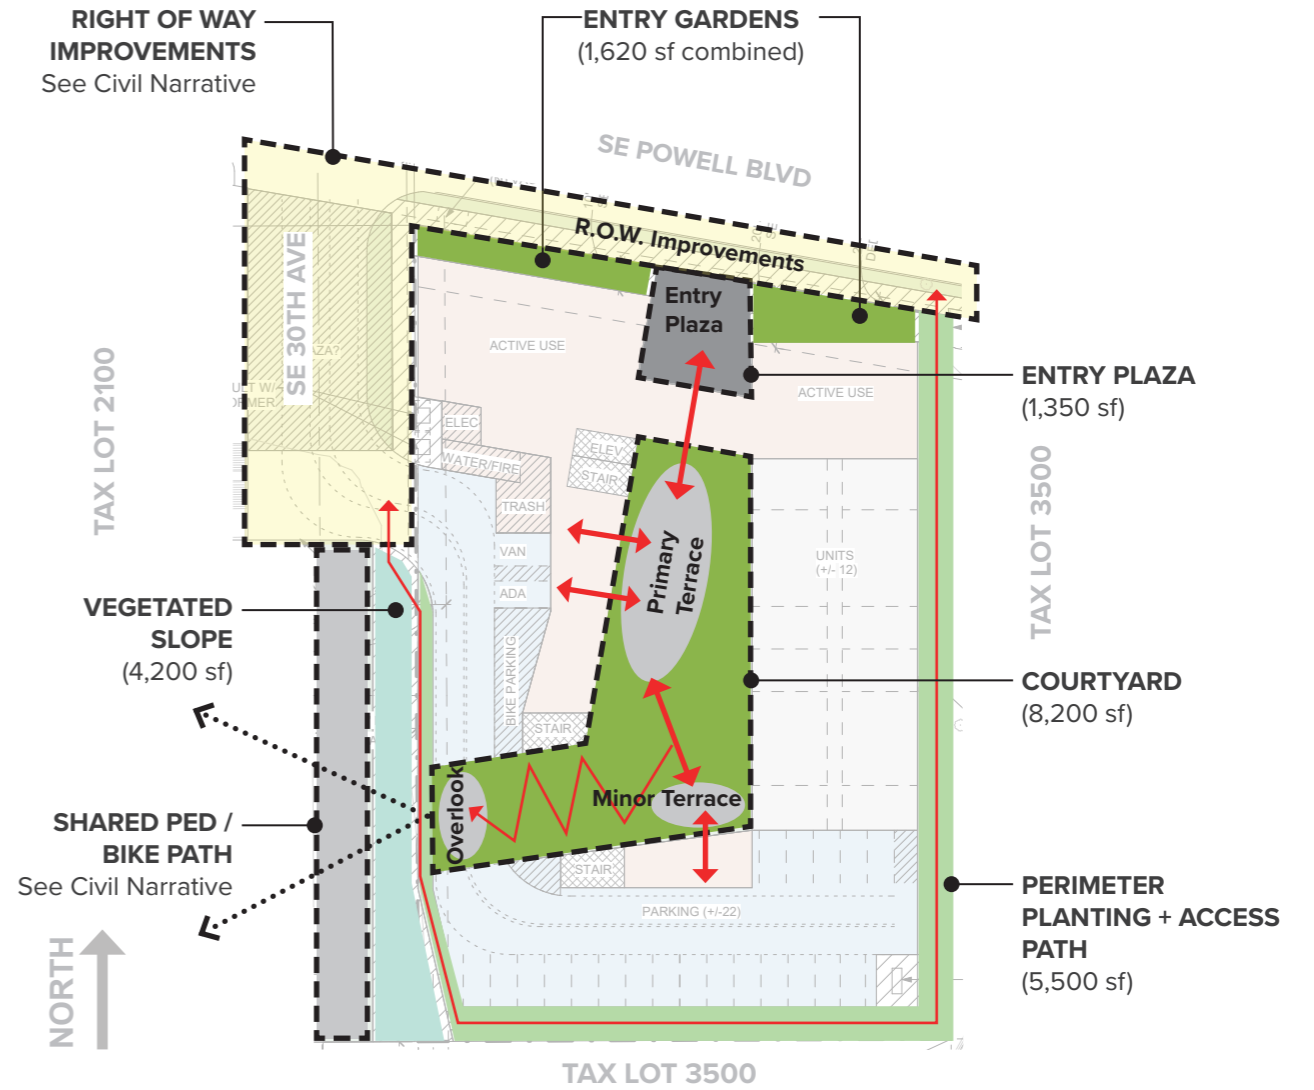 RIGHT OF WAY
IMPROVEMENTS
See Civil Narrative
ENTRY GARDENS
(1,620 sf combined)
SE POWELL BLVD
R.O.W. Improvements
SE 30TH AVE
Entry
Plaza
ACTIVE USE
ACTIVE USE
ENTRY PLAZA
(1,350 sf)
TAX LOT 2100
TAX LOT 3500
ELEC
WATER/FIRE
TRASH
ELEV
STAIR
VAN
ADA
BIKE PARKING
STAIR
Primary
Terrace
UNITS
(+/- 12)
VEGETATED
SLOPE
(4,200 sf)
COURTYARD
(8,200 sf)
Overlook
Minor Terrace
SHARED PED /
BIKE PATH
See Civil Narrative
STAIR
PARKING (+/-22)
PERIMETER
PLANTING + ACCESS
PATH
(5,500 sf)
NORTH
TAX LOT 3500